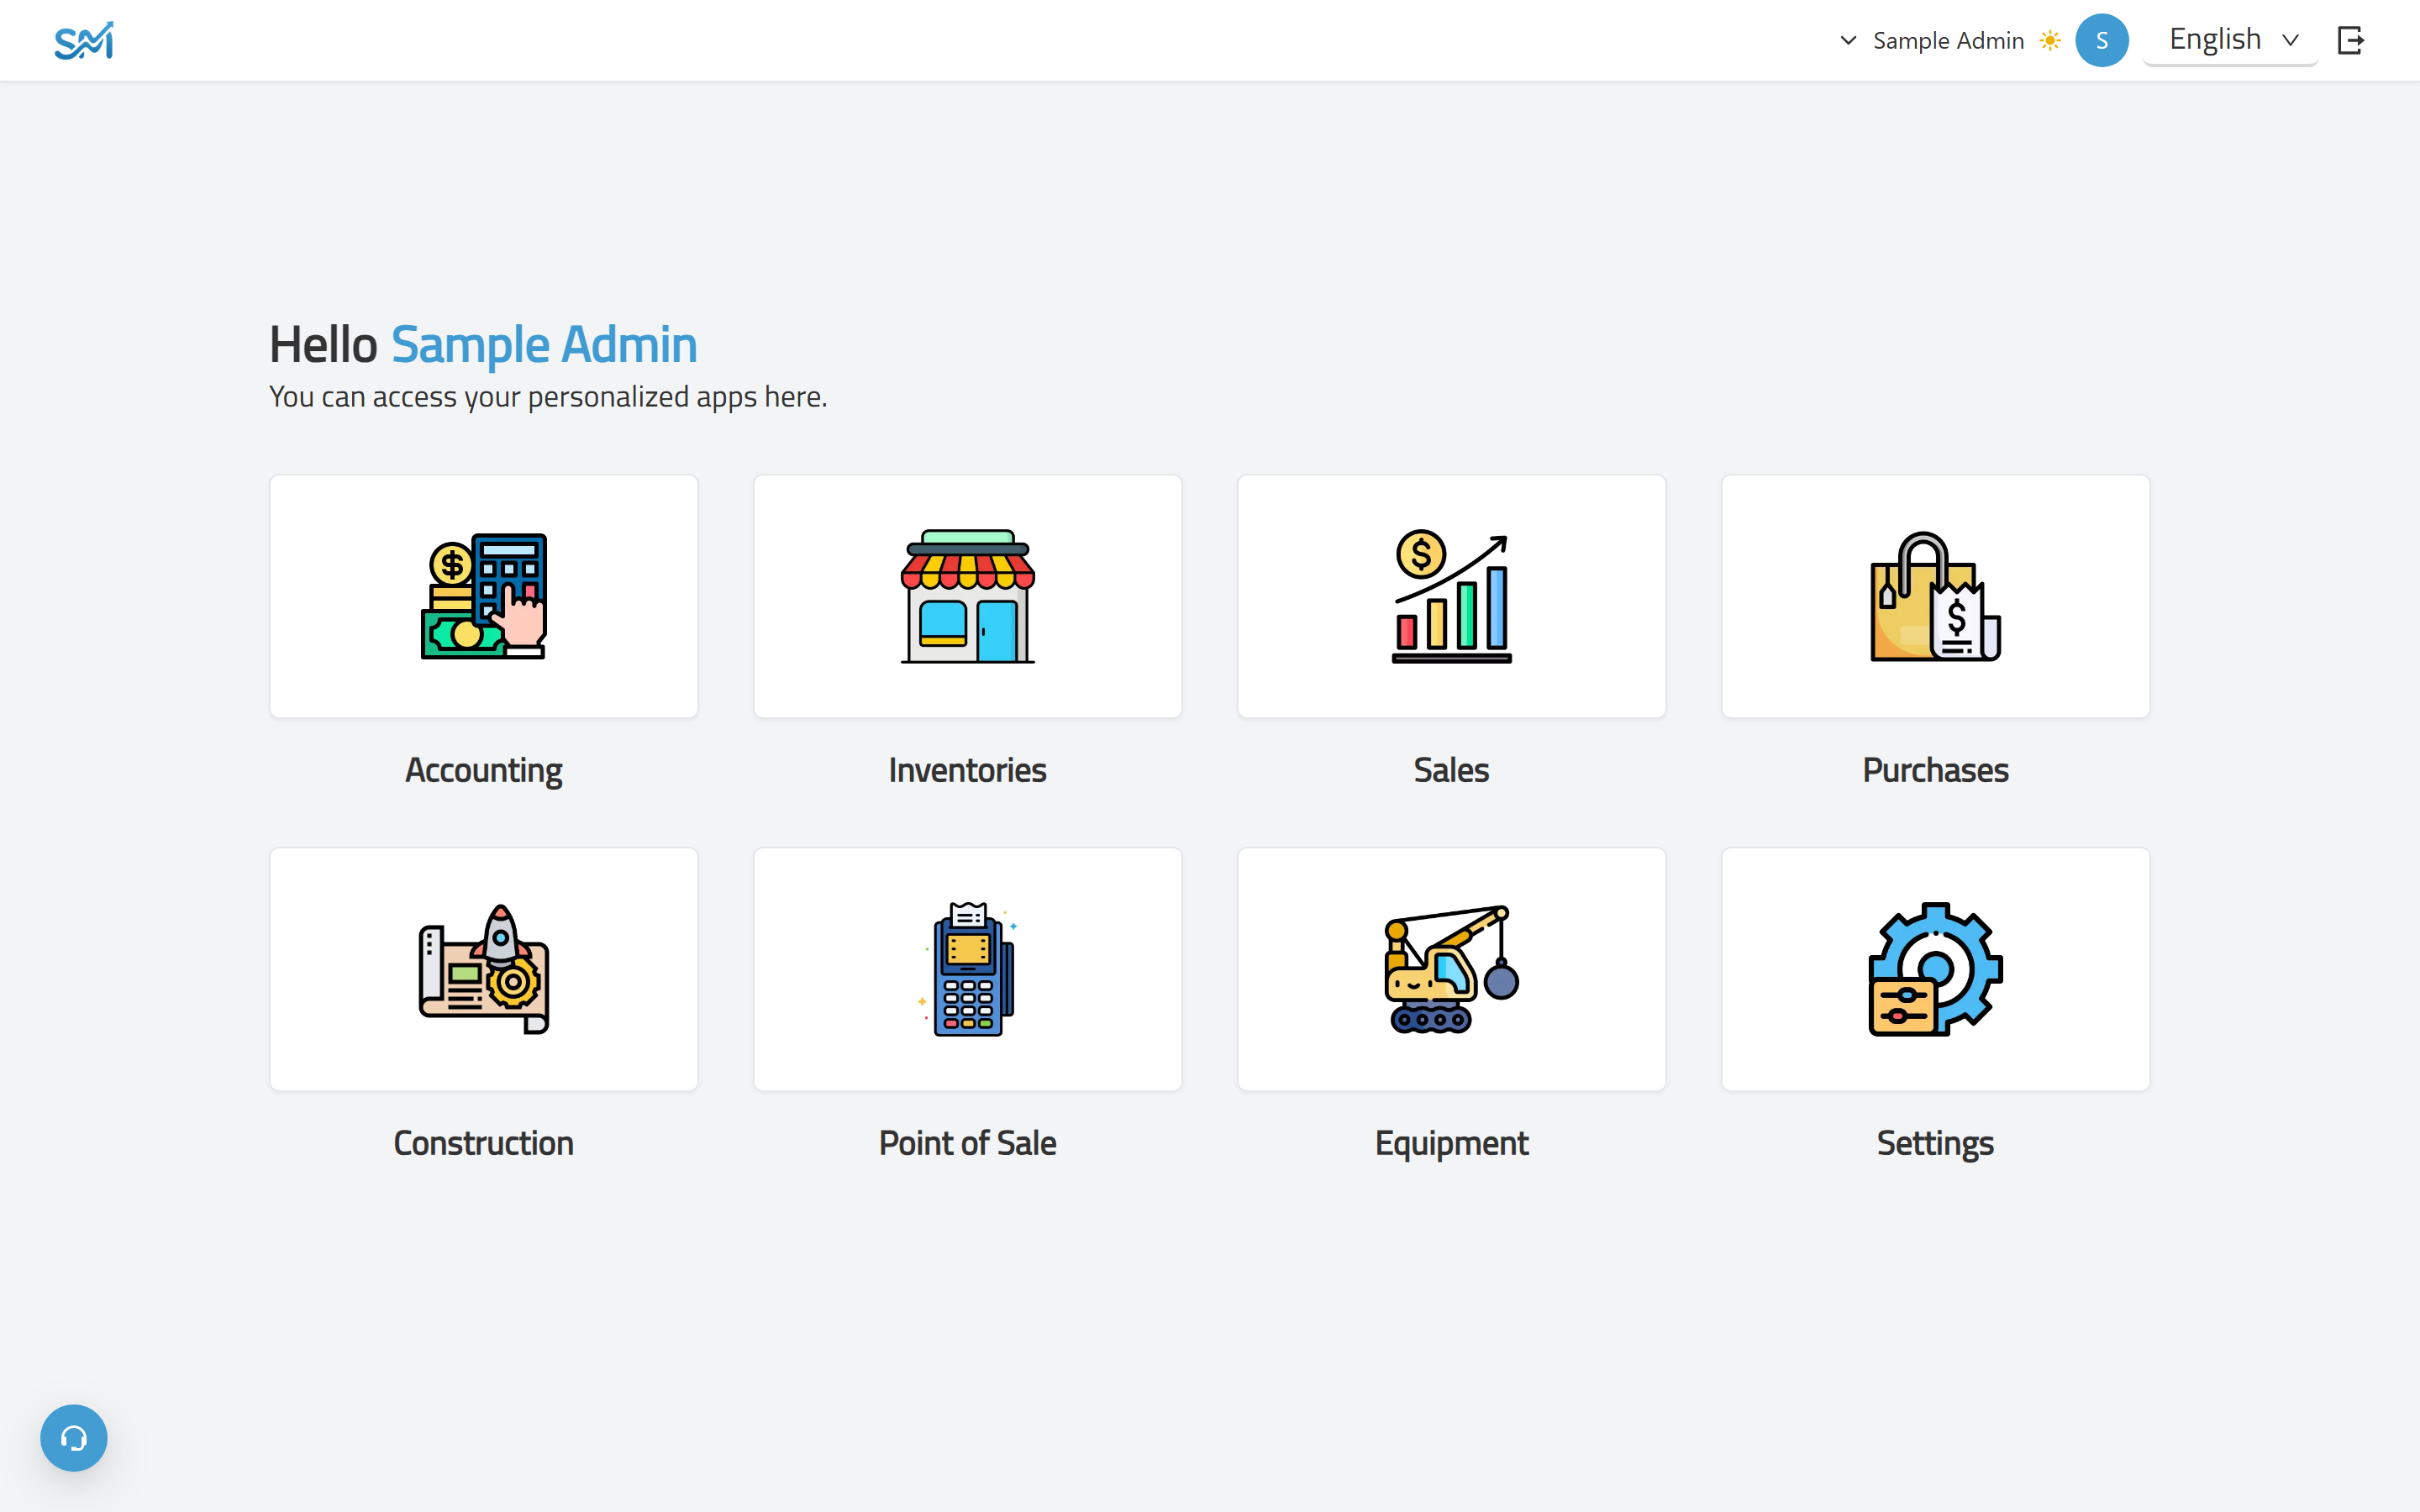 SM
Sample Admin
S
English
Hello Sample Admin
You can access your personalized apps here.
Accounting
Inventories
Sales
Purchases
Construction
Point of Sale
Equipment
Settings